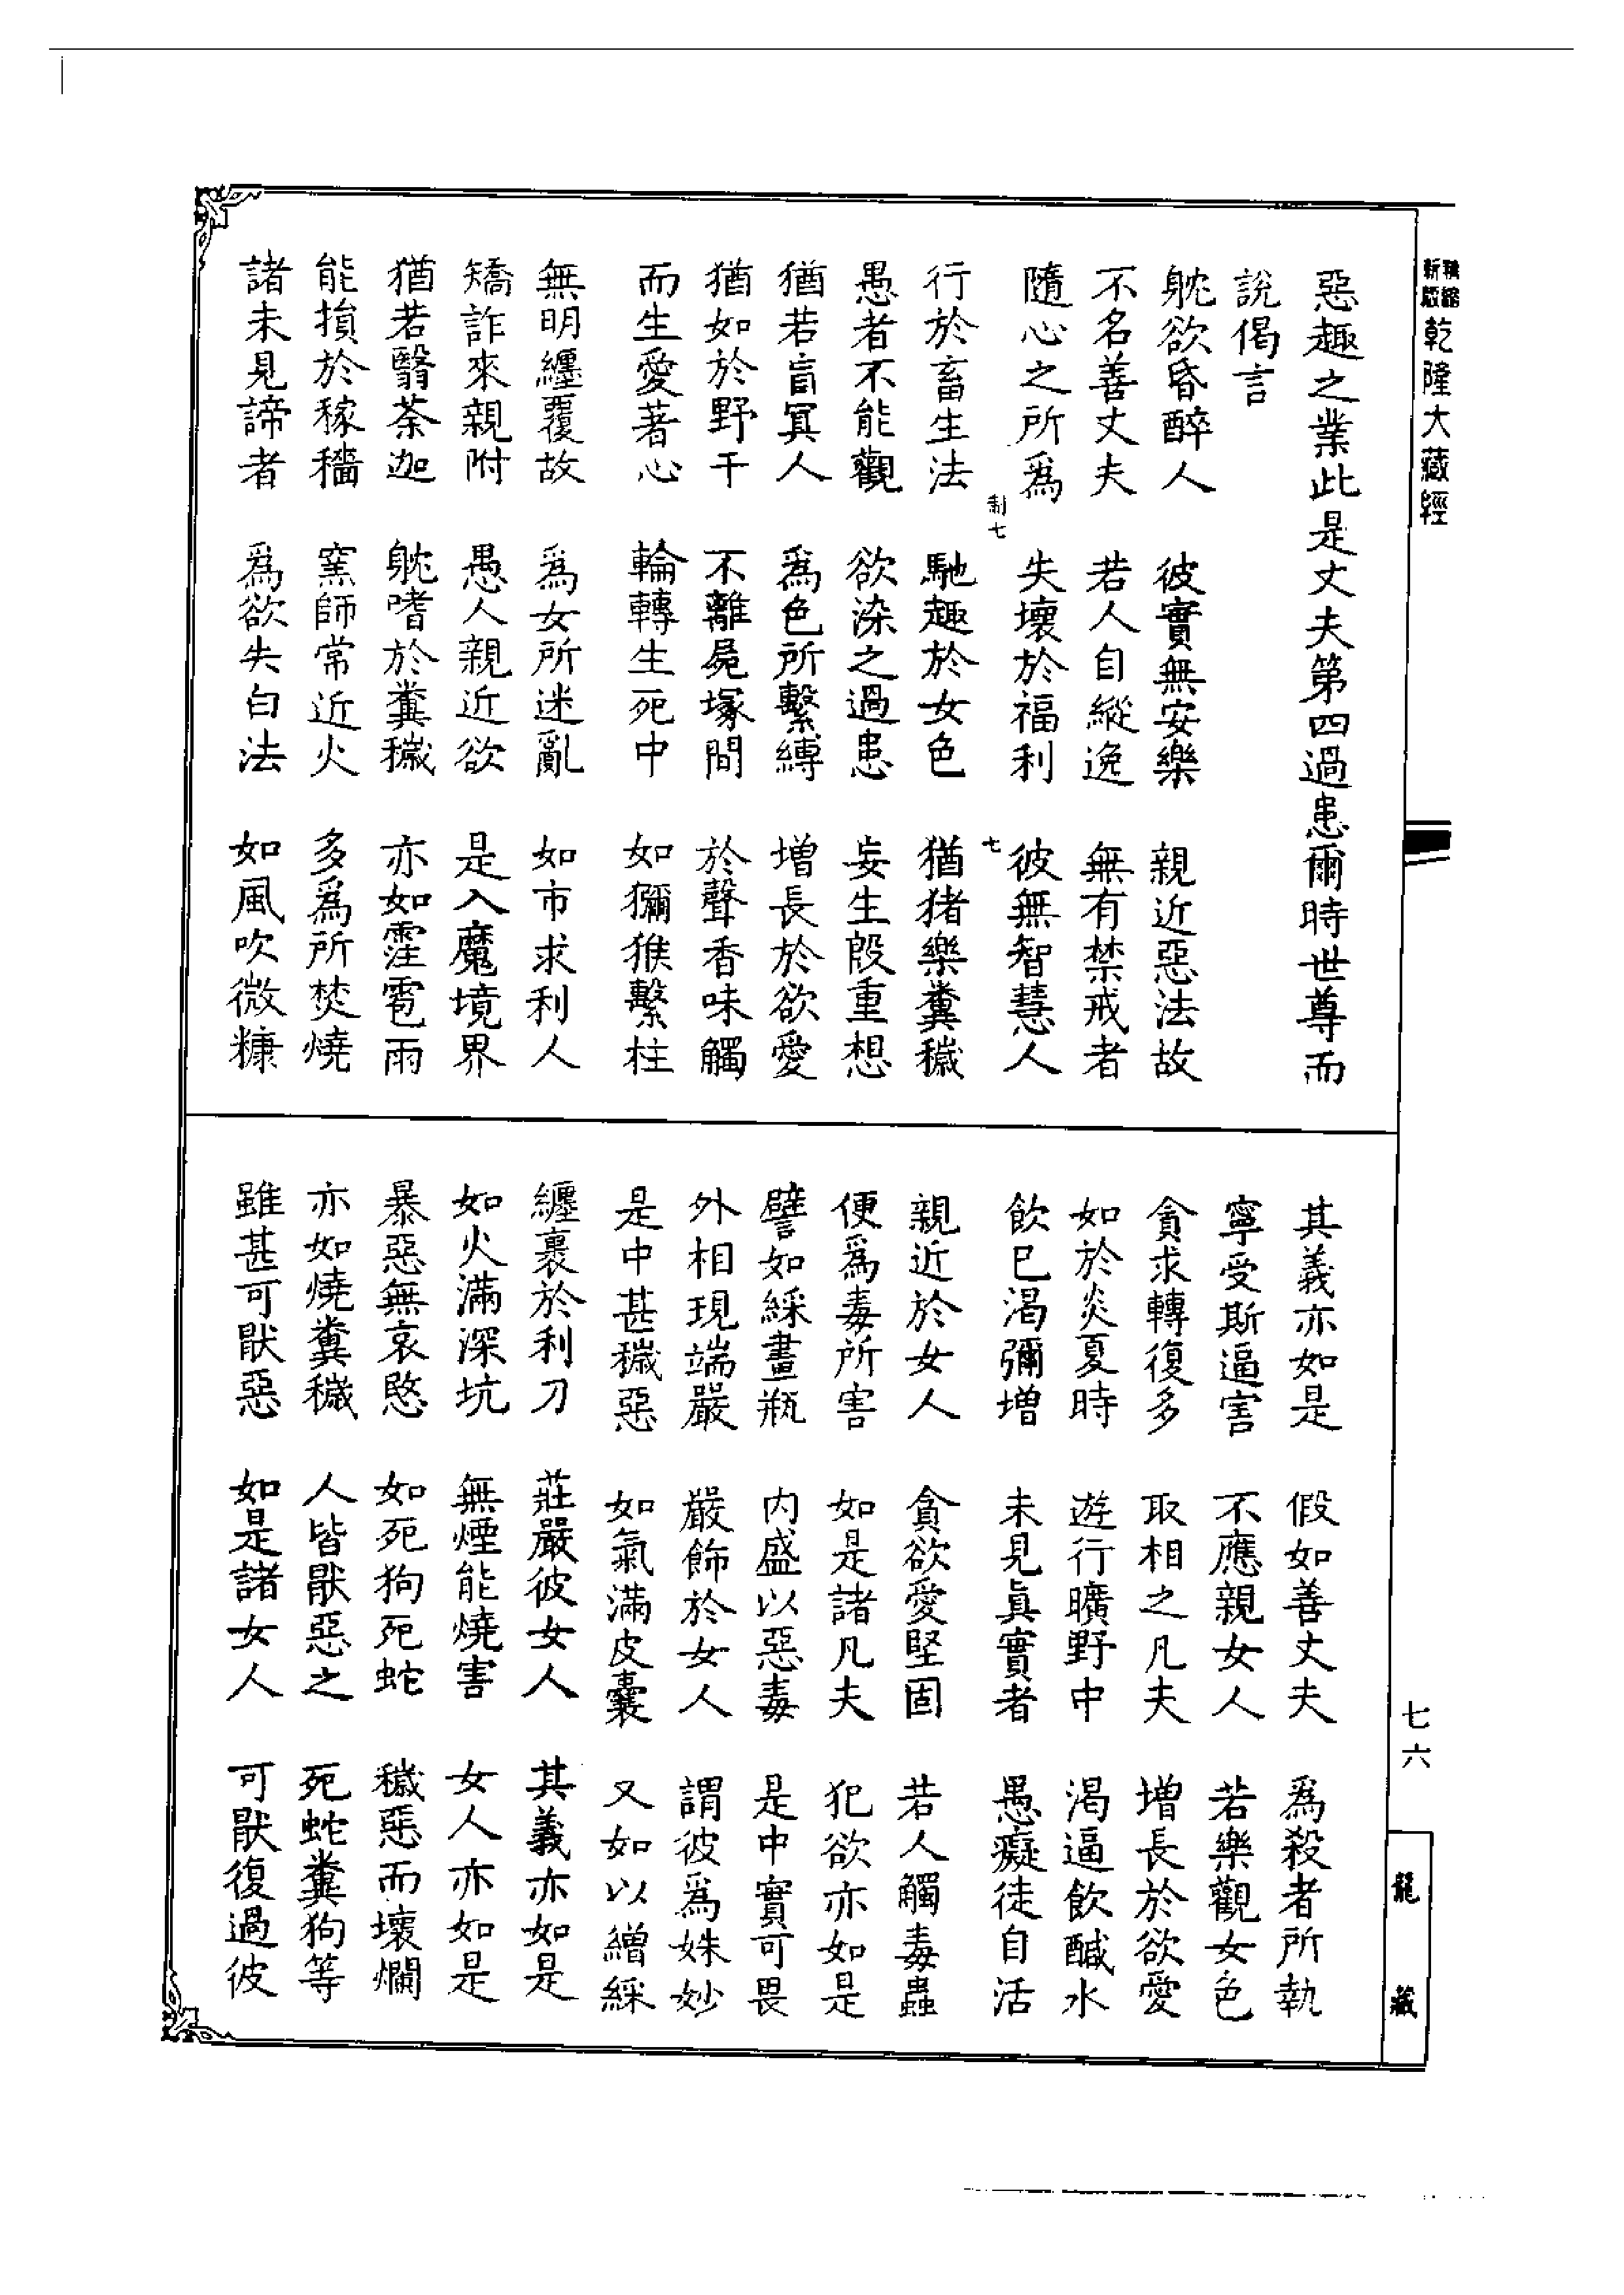 新版 精縮 乾隆大藏經
惡趣之業此是丈夫第四過患爾時世尊而
說偈言
躭欲昏醉人 彼實無安樂 親近惡法故
不名善丈夫 若人自縱逸 無有禁戒者
隨心之所爲 失壞於福利 彼無智慧人
制七 七
行於畜生法 馳趣於女色 猶猪樂糞穢
愚者不能觀 欲染之過患 妄生殷重想
猶若盲冥人 爲色所繫縛 增長於欲愛
猶如於野干 不離屍塚間 於聲香味觸
而生愛著心 輪轉生死中 如獼猴繫柱
無明纏覆故 爲女所迷亂 如市求利人
矯詐來親附 愚人親近欲 是入魔境界
猶若翳荼迦 躭嗜於糞穢 亦如霔雹雨
能損於稼穡 窯師常近火 多爲所焚燒
諸未見諦者 爲欲失白法 如風吹微糠
其義亦如是 假如善丈夫 爲殺者所執
寧受斯逼害 不應親女人 若樂觀女色
貪求轉復多 取相之凡夫 增長於欲愛
如於炎夏時 遊行曠野中 渴逼飲醎水
飲已渴彌增 未見眞實者 愚癡徒自活
親近於女人 貪欲愛堅固 若人觸毒蟲
便爲毒所害 如是諸凡夫 犯欲亦如是
譬如綵畫瓶 内盛以惡毒 是中實可畏
外相現端嚴 嚴飾於女人 謂彼爲姝妙
是中甚穢惡 如氣滿皮囊 又如以繒綵
纏裹於利刀 莊嚴彼女人 其義亦如是
如火滿深坑 無煙能燒害 女人亦如是
暴惡無哀愍 如死狗死蛇 穢惡而壞爛
亦如燒糞穢 人皆猒惡之 死蛇糞狗等
雖甚可猒惡 如是諸女人 可猒復過彼
七六
龍藏